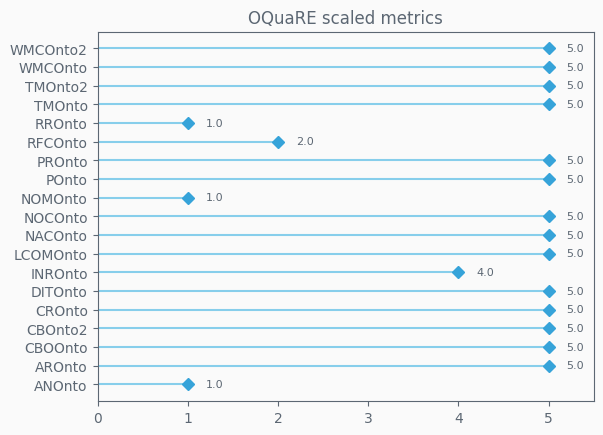 OQuaRE scaled metrics
WMCOnto2 5.0
WMCOnto 5.0
TMOnto2 5.0
TMOnto 5.0
RROnto 1.0
RFCOnto 2.0
PROnto 5.0
POnto 5.0
NOMOnto 1.0
NOCOnto 5.0
NACOnto 5.0
LCOMOnto 5.0
INROnto 4.0
DITOnto 5.0
CROnto 5.0
CBOnto2 5.0
CBOOnto 5.0
AROnto 5.0
ANOnto 1.0
0 1 2 3 4 5